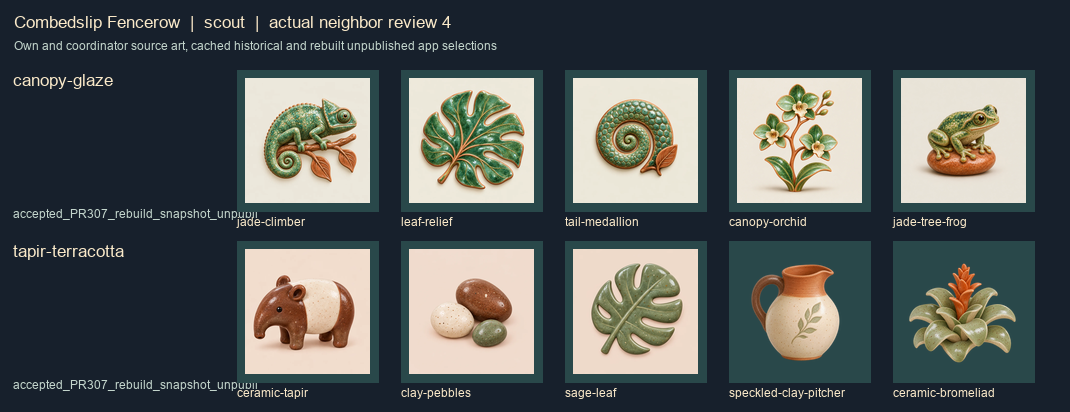 Combedslip Fencerow | scout | actual neighbor review 4
Own and coordinator source art, cached historical and rebuilt unpublished app selections
canopy-glaze
accepted_PR307_rebuild_snapshot_unpubli
jade-climber
leaf-relief
tail-medallion
canopy-orchid
jade-tree-frog
tapir-terracotta
accepted_PR307_rebuild_snapshot_unpubli
ceramic-tapir
clay-pebbles
sage-leaf
speckled-clay-pitcher
ceramic-bromeliad